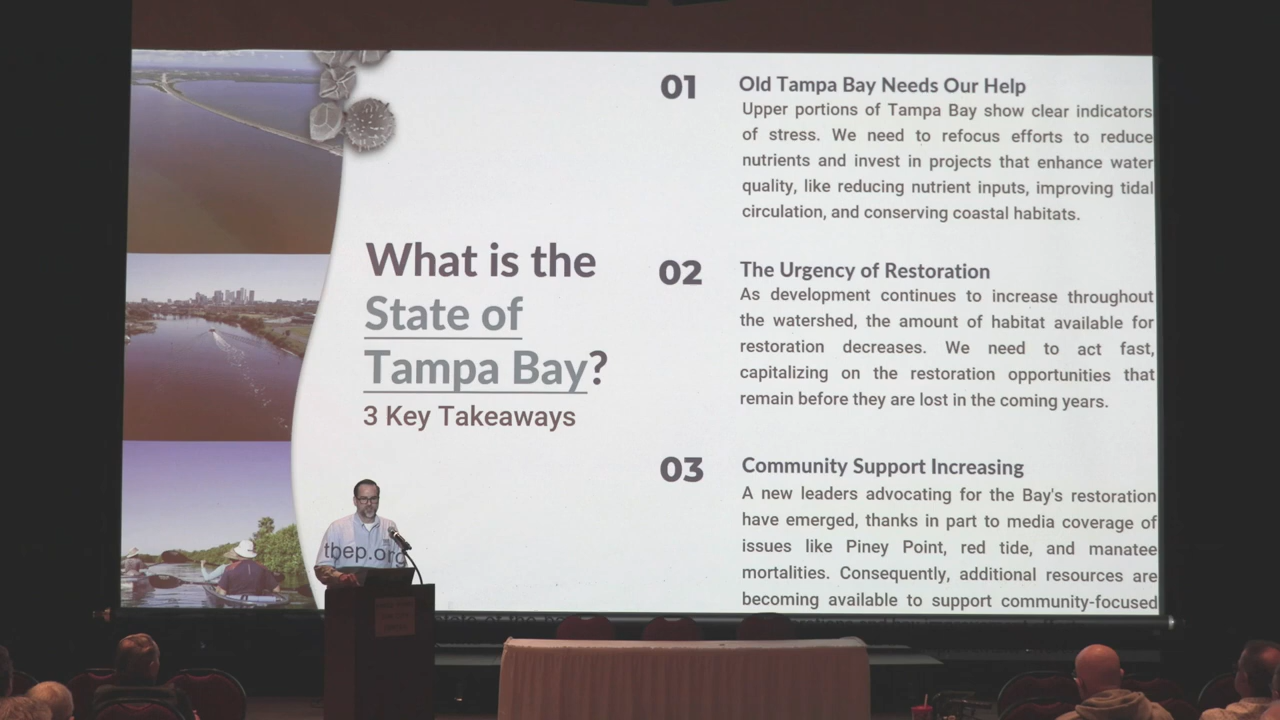 What is the
State of
Tampa Bay?
3 Key Takeaways
01
Old Tampa Bay Needs Our Help
Upper portions of Tampa Bay show clear indicators
of stress. We need to refocus efforts to reduce
nutrients and invest in projects that enhance water
quality, like reducing nutrient inputs, improving tidal
circulation, and conserving coastal habitats.
02
The Urgency of Restoration
As development continues to increase throughout
the watershed, the amount of habitat available for
restoration decreases. We need to act fast,
capitalizing on the restoration opportunities that
remain before they are lost in the coming years.
03
Community Support Increasing
A new leaders advocating for the Bay's restoration
have emerged, thanks in part to media coverage of
issues like Piney Point, red tide, and manatee
mortalities. Consequently, additional resources are
becoming available to support community-focused
tbep.org